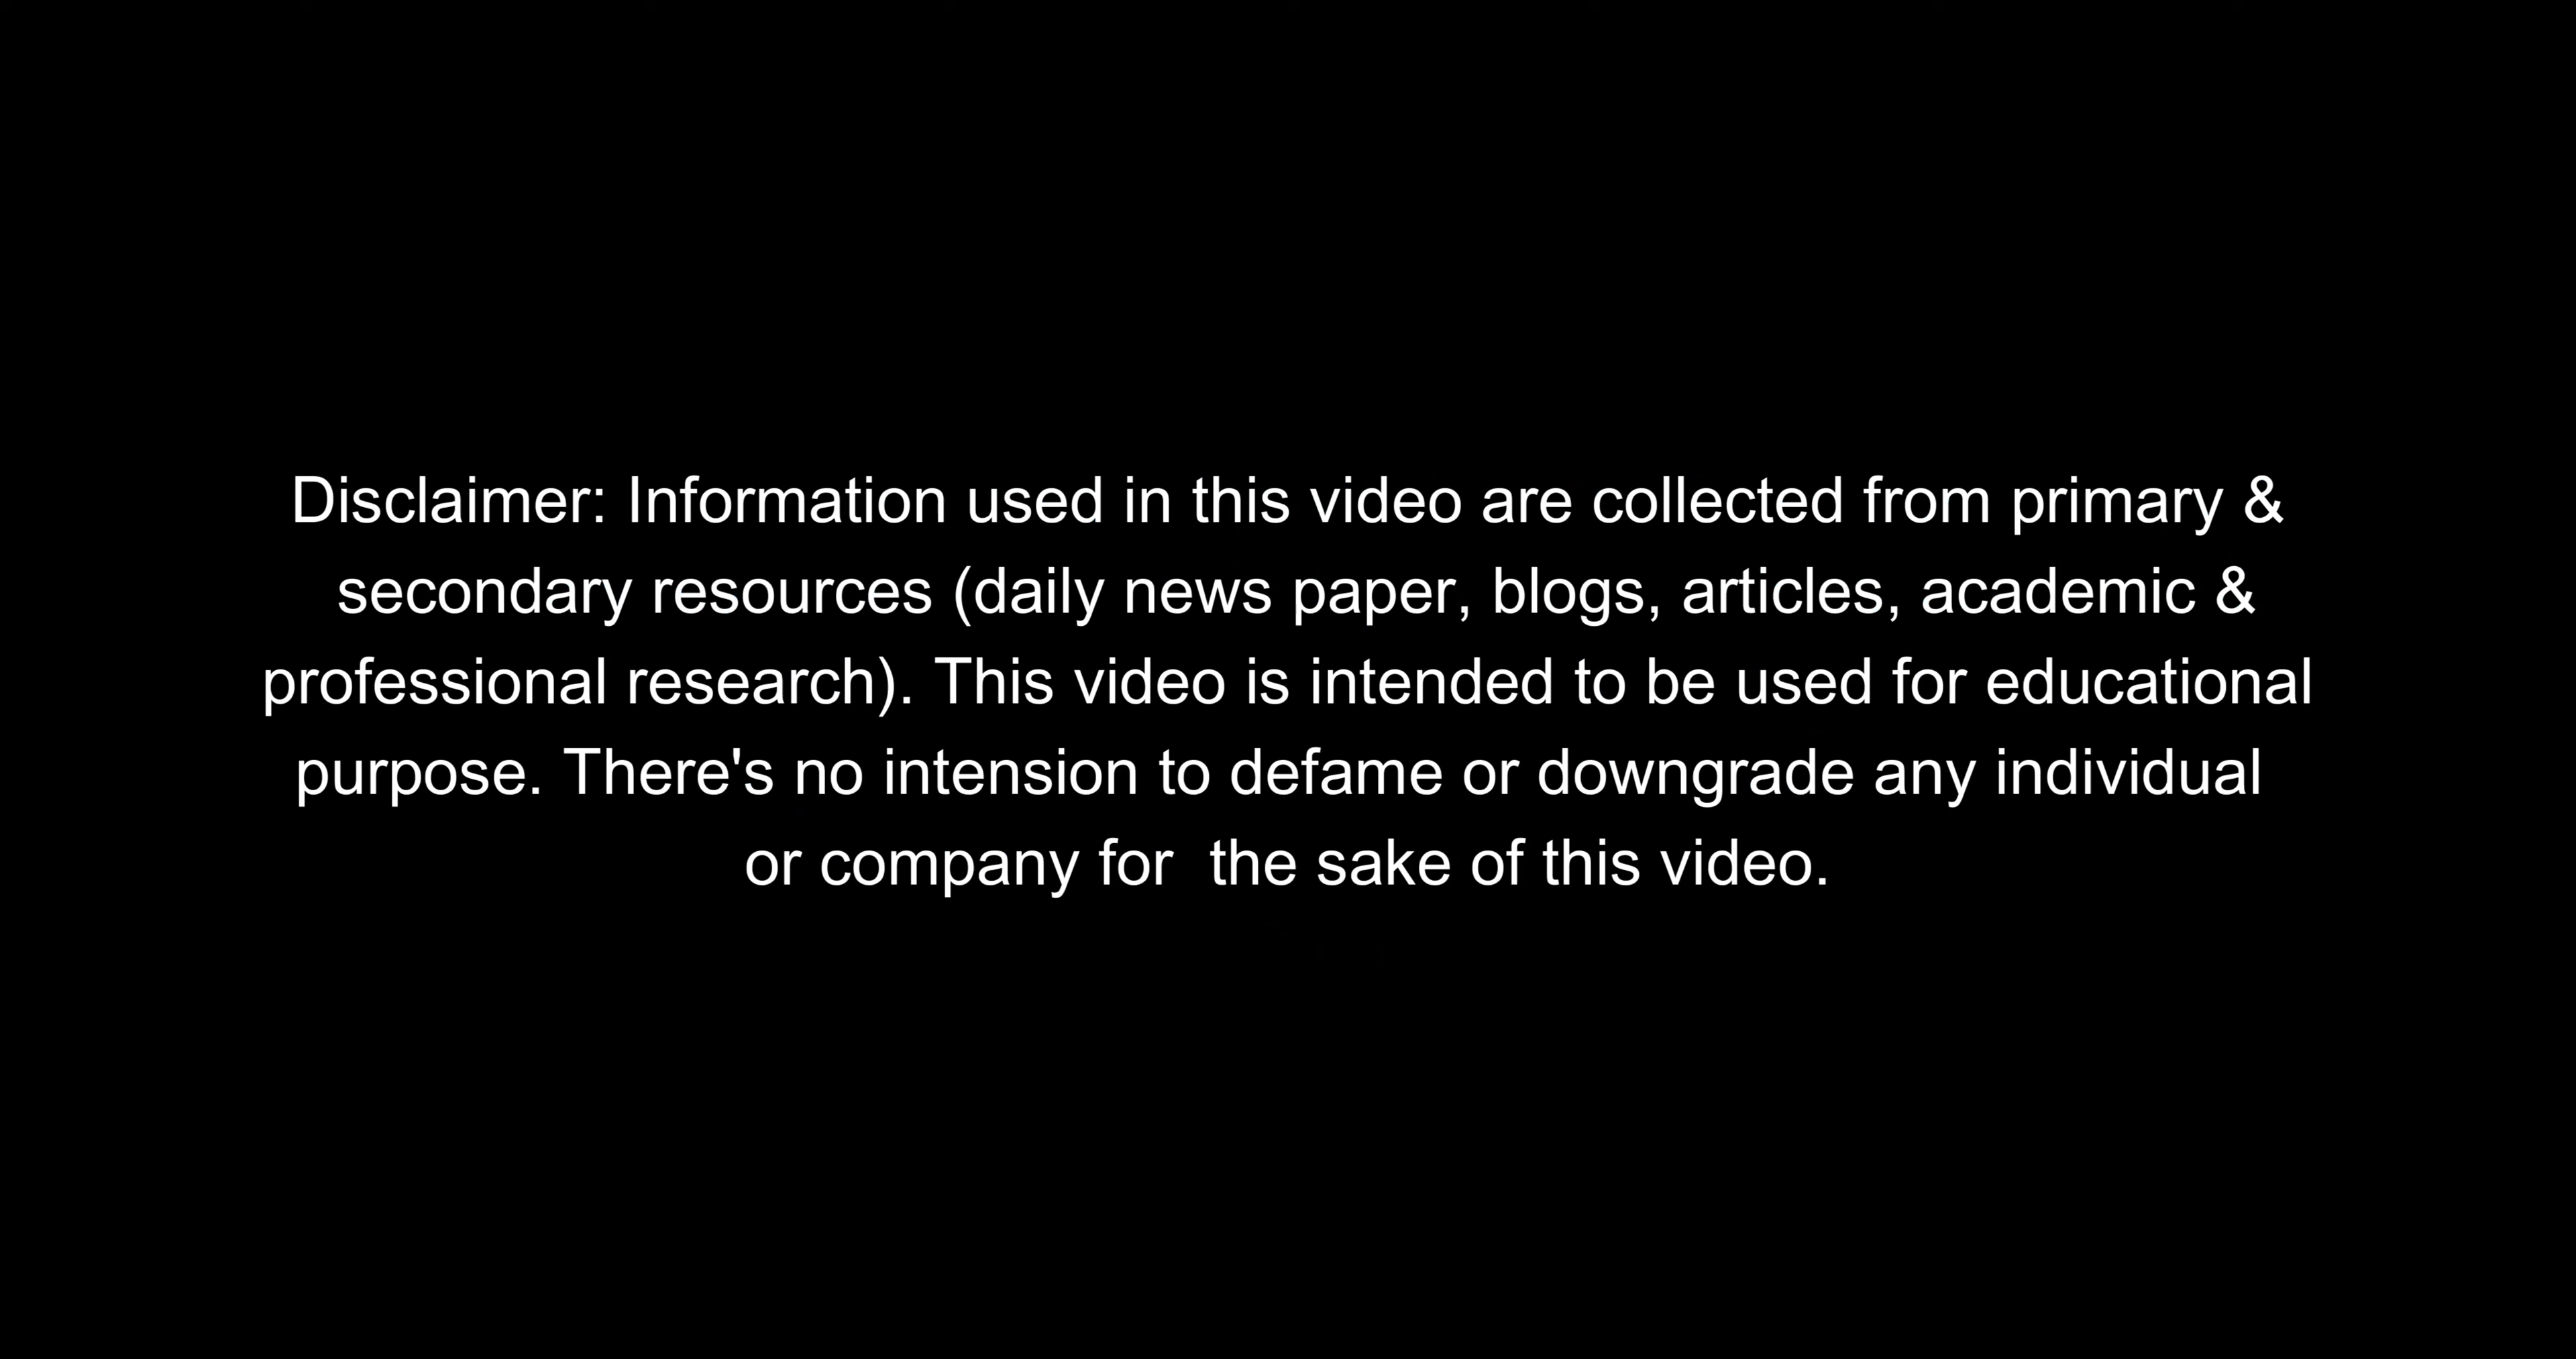 Disclaimer: Information used in this video are collected from primary &
secondary resources (daily news paper, blogs, articles, academic &
professional research). This video is intended to be used for educational
purpose. There's no intension to defame or downgrade any individual
or company for  the sake of this video.